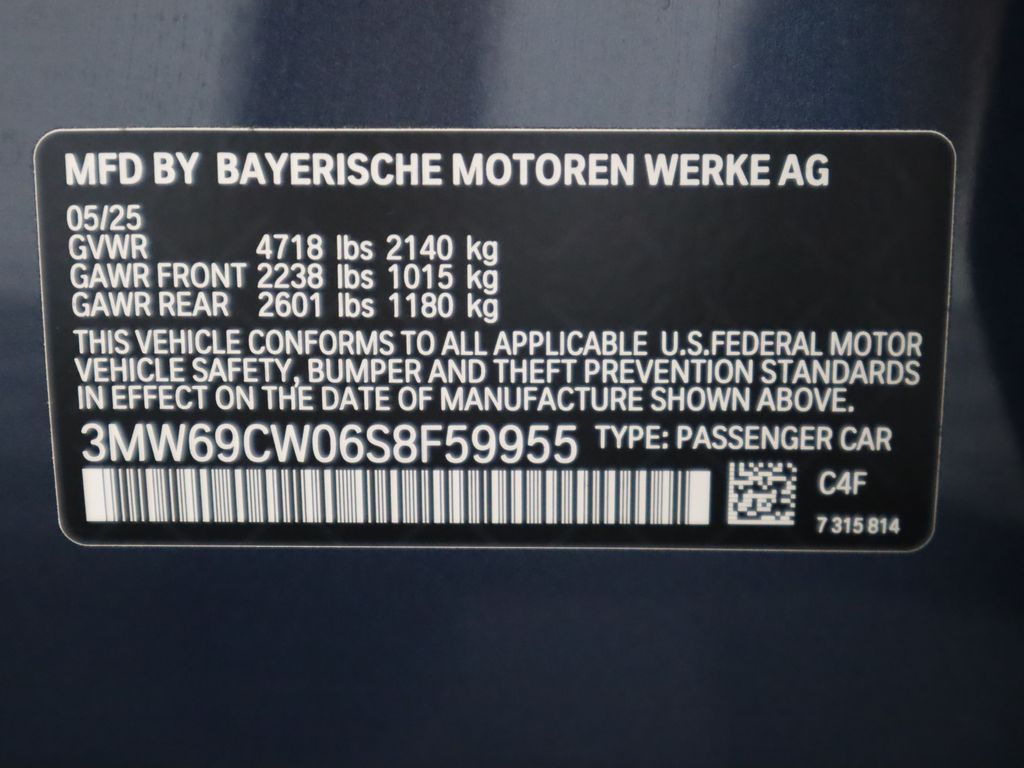 MFD BY BAYERISCHE MOTOREN WERKE AG
05/25
GVWR 4718 lbs 2140 kg
GAWR FRONT 2238 lbs 1015 kg
GAWR REAR 2601 lbs 1180 kg
THIS VEHICLE CONFORMS TO ALL APPLICABLE U.S.FEDERAL MOTOR
VEHICLE SAFETY, BUMPER AND THEFT PREVENTION STANDARDS
IN EFFECT ON THE DATE OF MANUFACTURE SHOWN ABOVE.
3MW69CW06S8F59955 TYPE: PASSENGER CAR
C4F
7 315 814